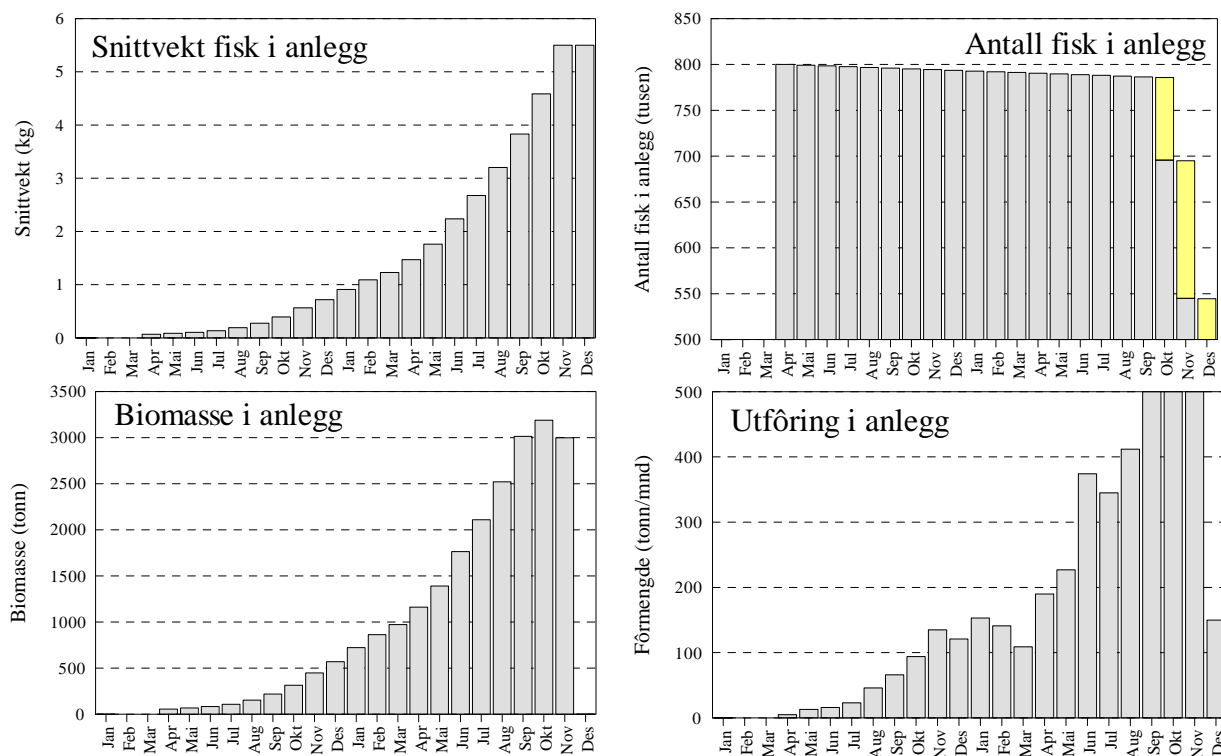 Snittvekt fisk i anlegg
Snittvekt (kg)
6
5
4
3
2
1
0
Jan Feb Mar Apr Mai Jun Jul Aug Sep Okt Nov Des Jan Feb Mar Apr Mai Jun Jul Aug Sep Okt Nov Des
Antall fisk i anlegg
Antall fisk i anlegg (tusen)
850
800
750
700
650
600
550
500
Jan Feb Mar Apr Mai Jun Jul Aug Sep Okt Nov Des Jan Feb Mar Apr Mai Jun Jul Aug Sep Okt Nov Des
Biomasse i anlegg
Biomasse (tonn)
3500
3000
2500
2000
1500
1000
500
0
Jan Feb Mar Apr Mai Jun Jul Aug Sep Okt Nov Des Jan Feb Mar Apr Mai Jun Jul Aug Sep Okt Nov Des
Utfôring i anlegg
Fôrmengde (tonn/mnd)
500
400
300
200
100
0
Jan Feb Mar Apr Mai Jun Jul Aug Sep Okt Nov Des Jan Feb Mar Apr Mai Jun Jul Aug Sep Okt Nov Des